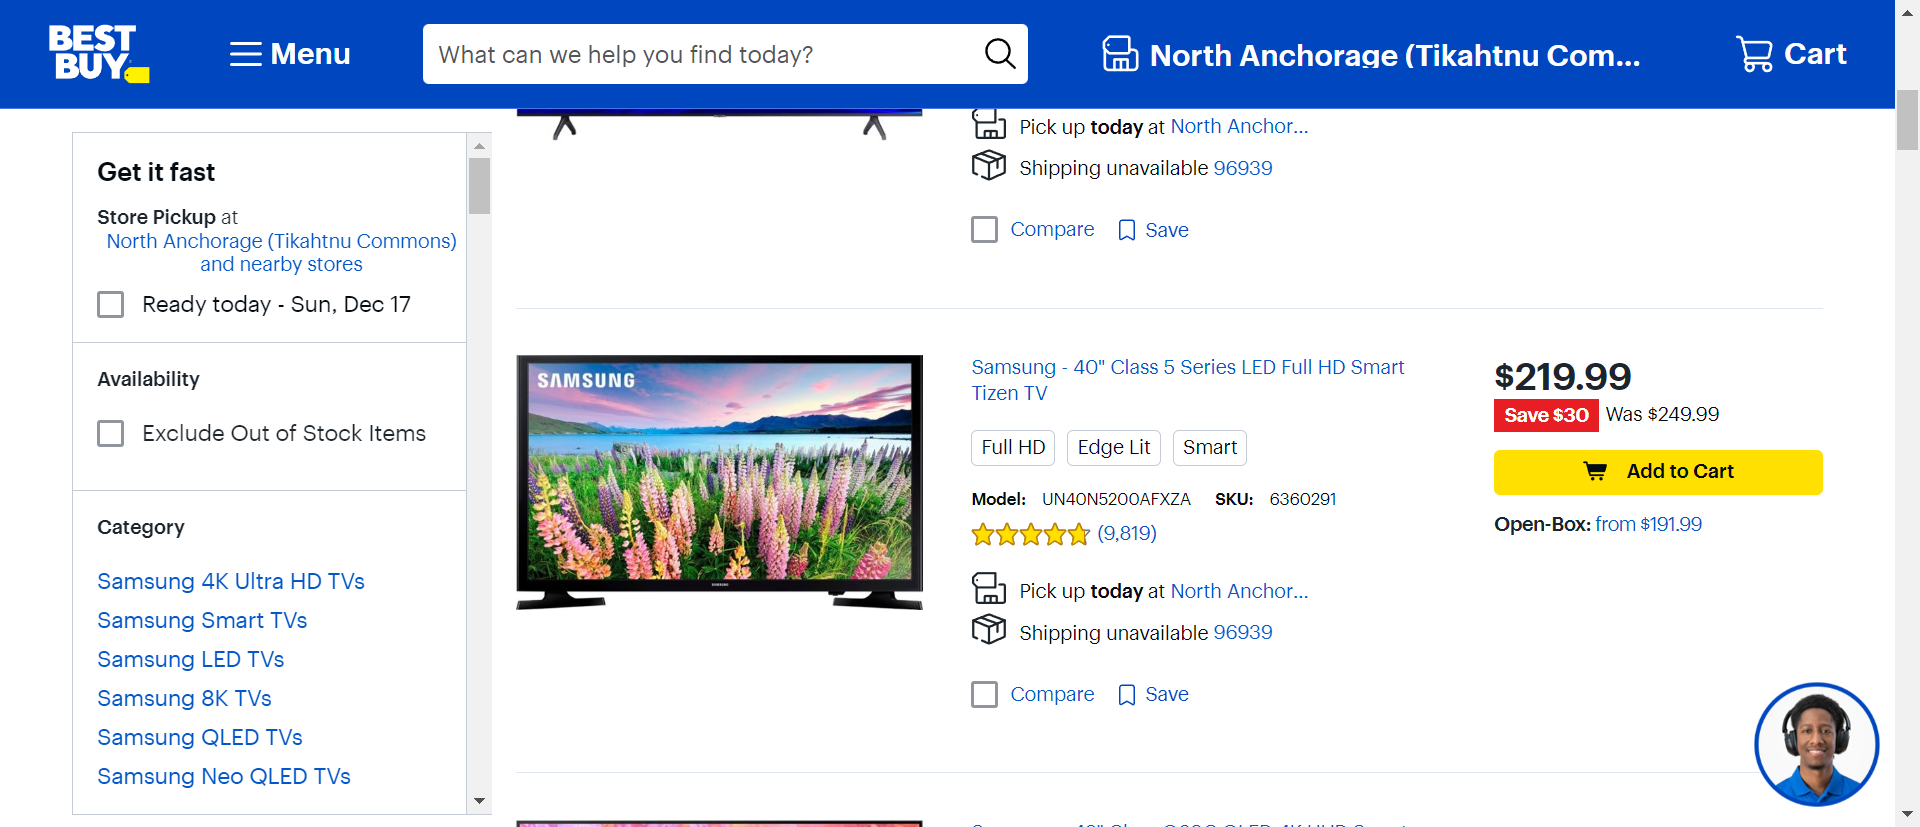 BEST
BUY
Menu
What can we help you find today?
North Anchorage (Tikahtnu Com...
Cart
Get it fast
Store Pickup at
North Anchorage (Tikahtnu Commons)
and nearby stores
Ready today - Sun, Dec 17
Availability
Exclude Out of Stock Items
Category
Samsung 4K Ultra HD TVs
Samsung Smart TVs
Samsung LED TVs
Samsung 8K TVs
Samsung QLED TVs
Samsung Neo QLED TVs
Pick up today at North Anchor...
Shipping unavailable 96939
Compare
Save
SAMSUNG
SAMSUNG
Samsung - 40" Class 5 Series LED Full HD Smart
Tizen TV
Full HD
Edge Lit
Smart
Model: UN40N5200AFXZA SKU: 6360291
(9,819)
Pick up today at North Anchor...
Shipping unavailable 96939
Compare
Save
$219.99
Save $30 Was $249.99
Add to Cart
Open-Box: from $191.99